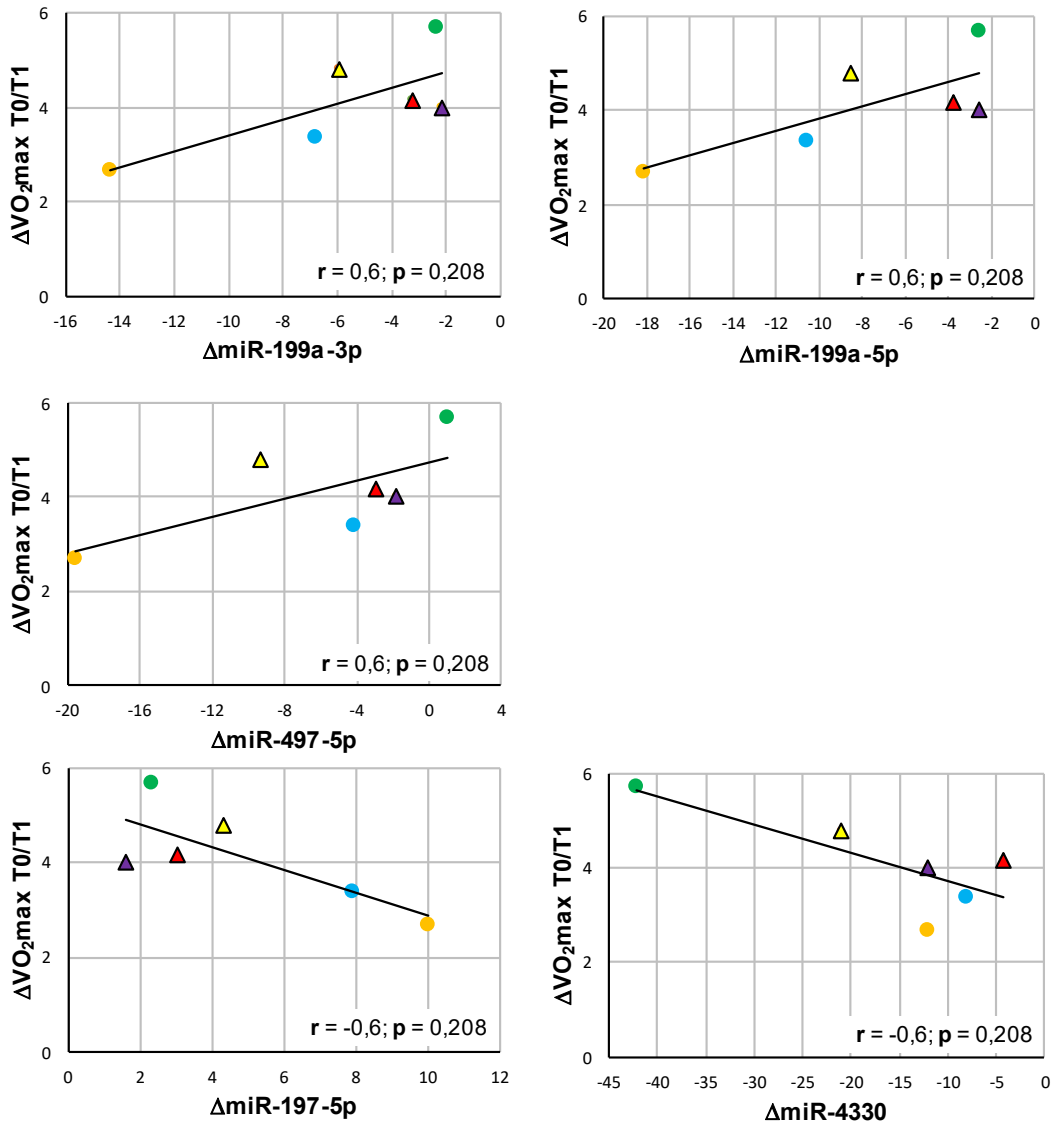 ΔVO₂max T0/T1
6
4
2
0
r = 0,6; p = 0,208
-16 -14 -12 -10 -8 -6 -4 -2 0
ΔmiR-199a-3p
ΔVO₂max T0/T1
6
4
2
0
r = 0,6; p = 0,208
-20 -18 -16 -14 -12 -10 -8 -6 -4 -2 0
ΔmiR-199a-5p
ΔVO₂max T0/T1
6
4
2
0
r = 0,6; p = 0,208
-20 -16 -12 -8 -4 0 4
ΔmiR-497-5p
ΔVO₂max T0/T1
6
4
2
0
r = -0,6; p = 0,208
0 2 4 6 8 10 12
ΔmiR-197-5p
ΔVO₂max T0/T1
6
4
2
0
r = -0,6; p = 0,208
-45 -40 -35 -30 -25 -20 -15 -10 -5 0
ΔmiR-4330